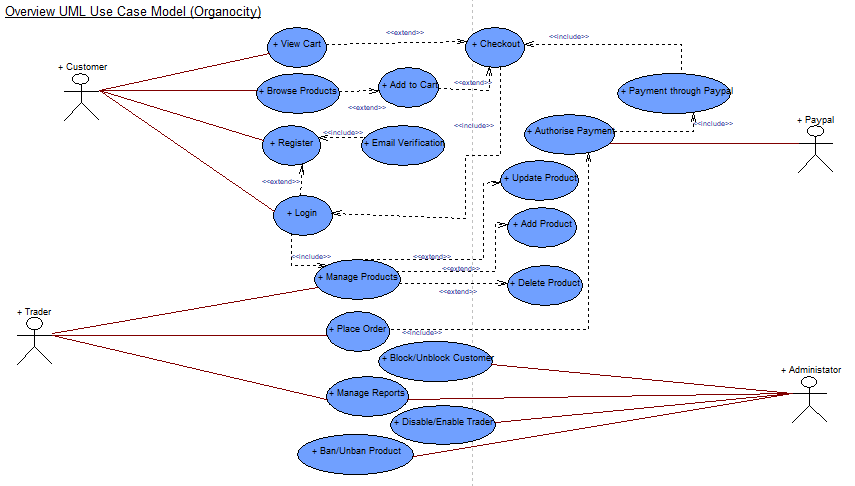 Overview UML Use Case Model (Organocity)
<<extend>>
<<include>>
+ View Cart
+ Checkout
+ Customer
<<extend>>
+ Browse Products
+ Add to Cart
+ Payment through Paypal
<<extend>>
<<include>>
<<include>>
<<include>>
+ Authorise Payment
+ Paypal
+ Register
+ Email Verification
<<extend>>
+ Update Product
+ Login
+ Add Product
<<include>>
<<extend>>
<<extend>>
+ Manage Products
+ Delete Product
<<extend>>
+ Trader
+ Place Order
<<include>>
+ Block/Unblock Customer
+ Administator
+ Manage Reports
+ Disable/Enable Trader
+ Ban/Unban Product